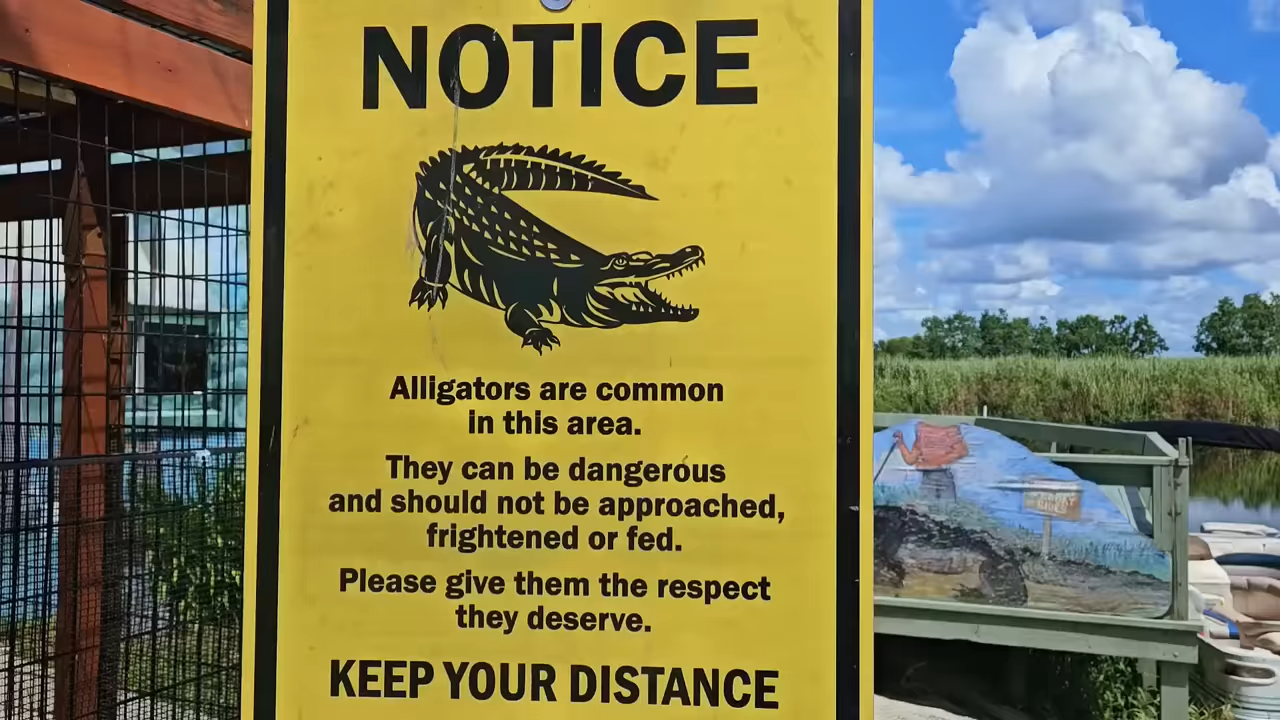 NOTICE
Alligators are common
in this area.
They can be dangerous
and should not be approached,
frightened or fed.
Please give them the respect
they deserve.
KEEP YOUR DISTANCE